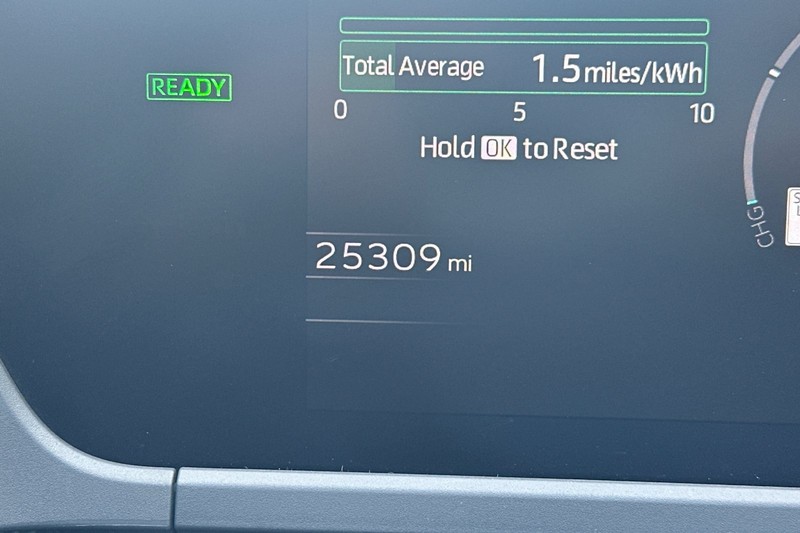 READY
Total Average 1.5 miles/kWh
0 5 10
Hold OK to Reset
CHG
25309 mi